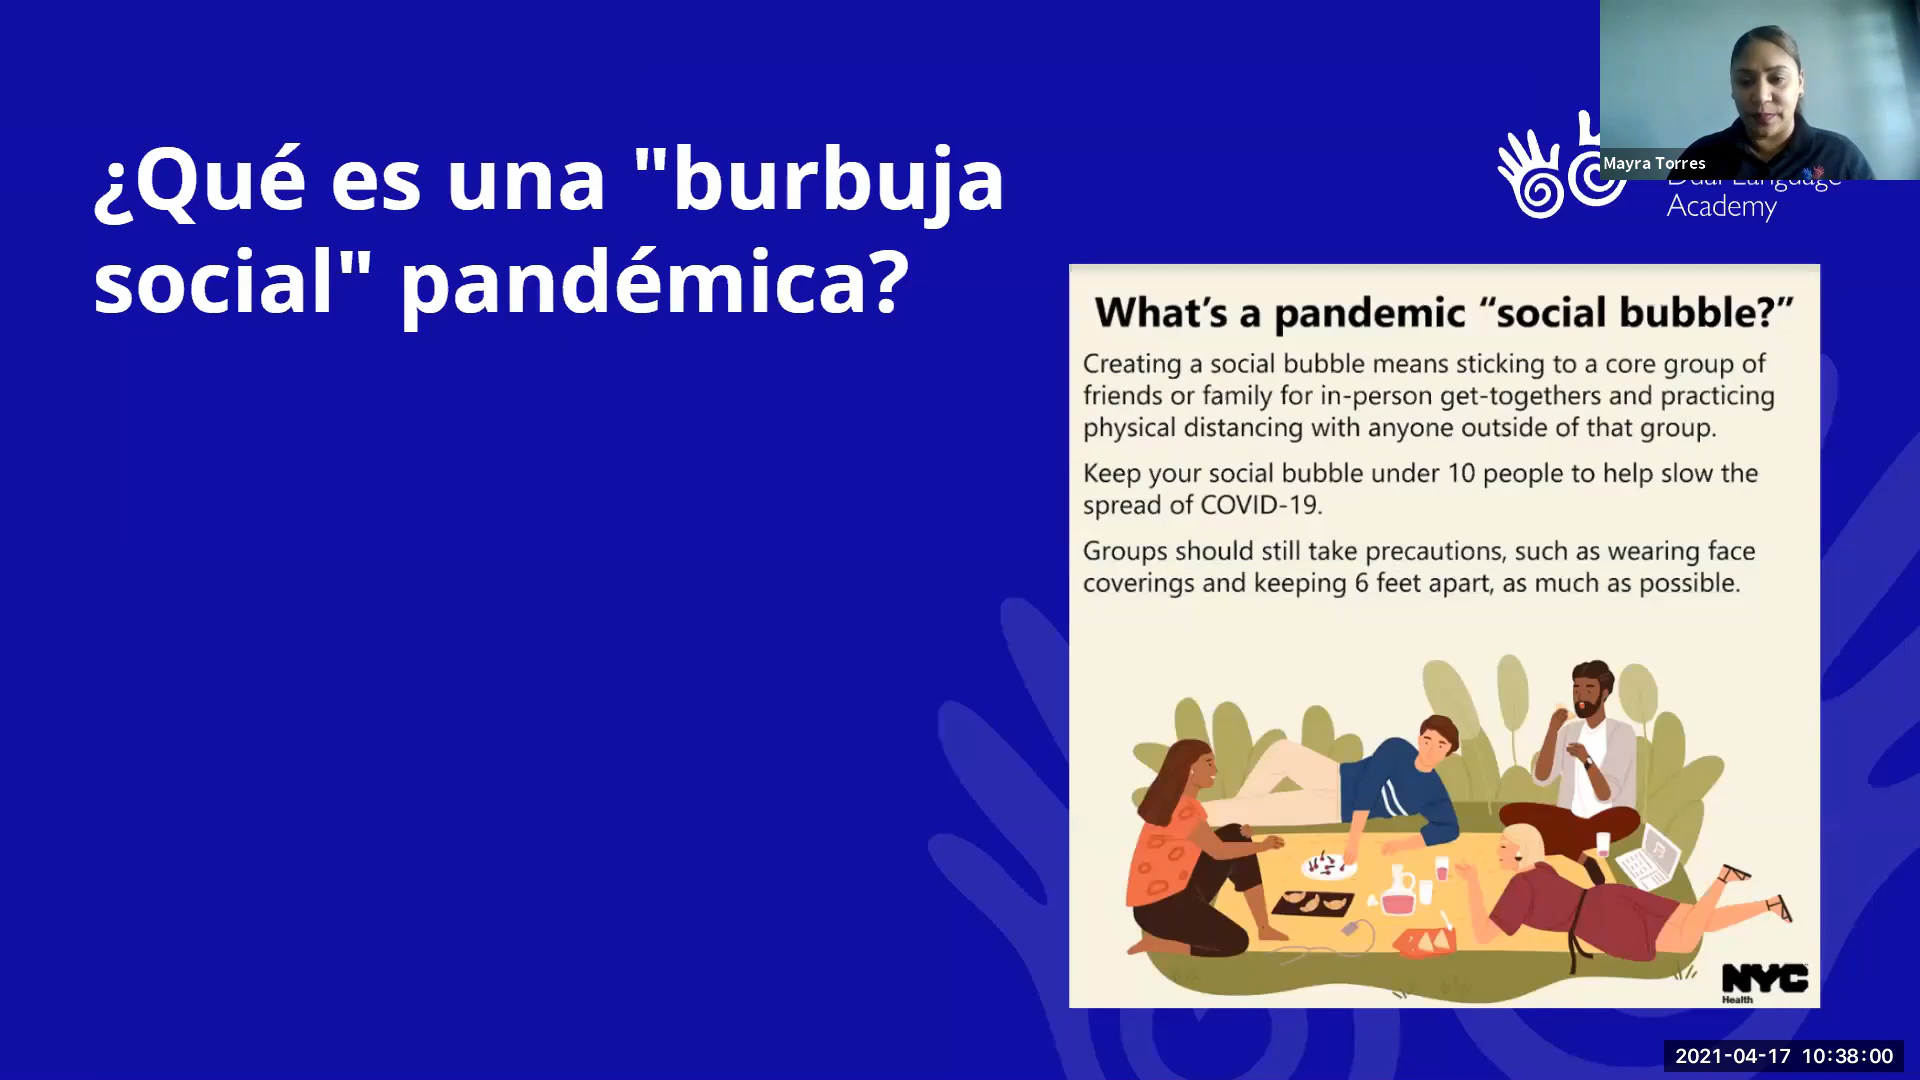 ¿Qué es una "burbuja
social" pandémica?
Mayra Torres
Dual Language
Academy
What's a pandemic “social bubble?”
Creating a social bubble means sticking to a core group of
friends or family for in-person get-togethers and practicing
physical distancing with anyone outside of that group.
Keep your social bubble under 10 people to help slow the
spread of COVID-19.
Groups should still take precautions, such as wearing face
coverings and keeping 6 feet apart, as much as possible.
NYC
Health
2021-04-17 10:38:00